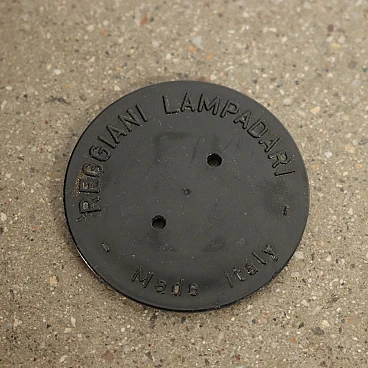 REGGIANI LAMPADARI
- Made Italy -